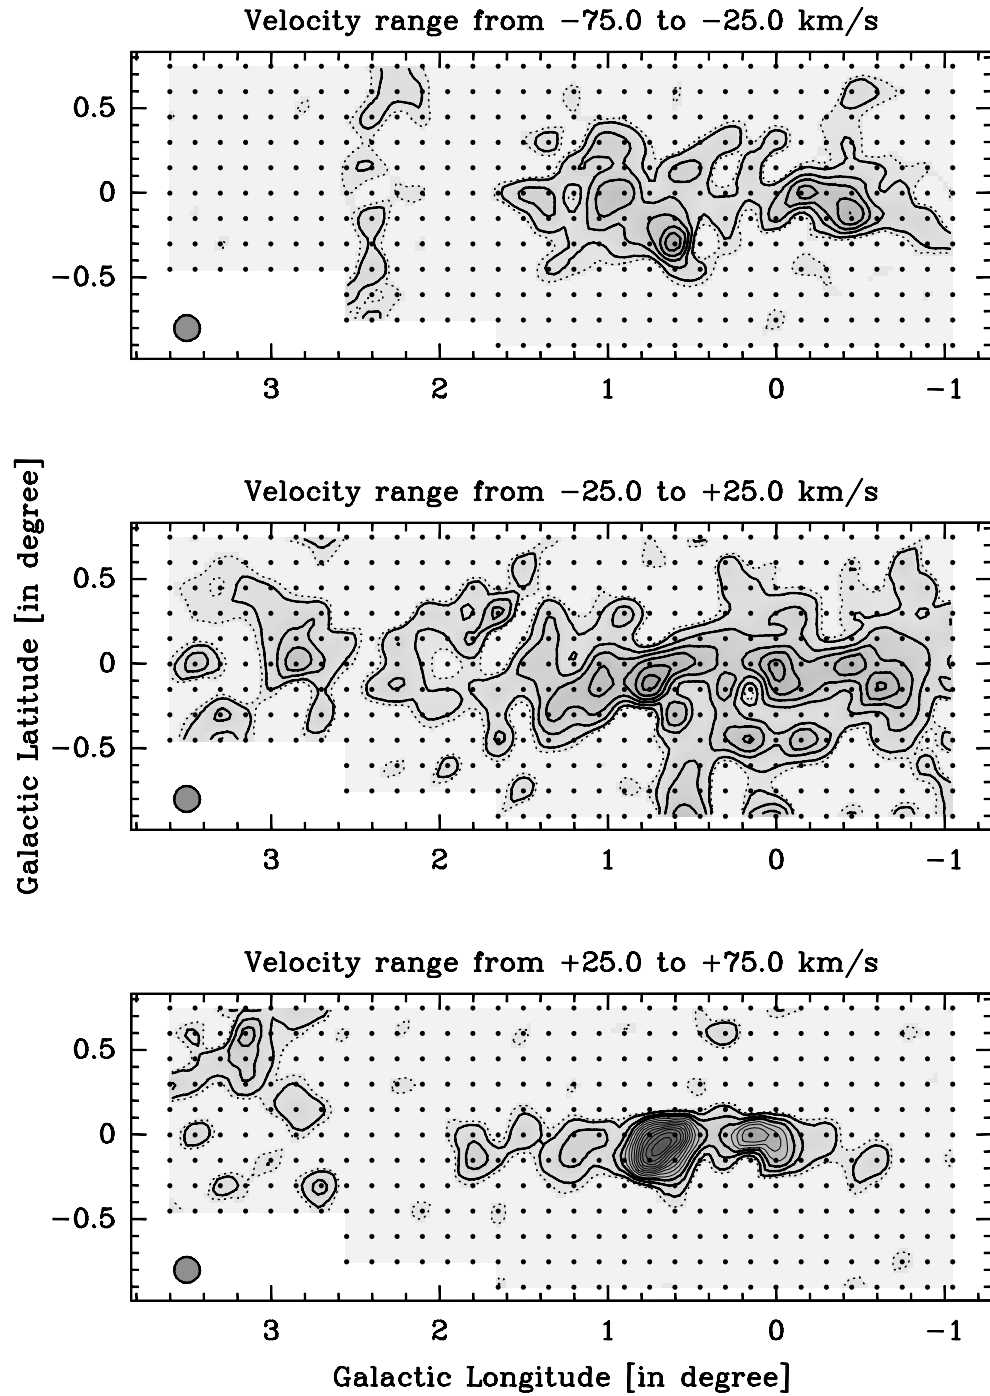 Velocity range from −75.0 to −25.0 km/s
0.5
0
−0.5
3 2 1 0 −1
Velocity range from −25.0 to +25.0 km/s
0.5
0
−0.5
3 2 1 0 −1
Galactic Latitude [in degree]
Velocity range from +25.0 to +75.0 km/s
0.5
0
−0.5
3 2 1 0 −1
Galactic Longitude [in degree]